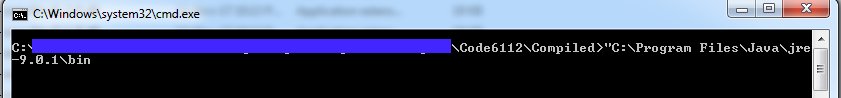 C:\Windows\system32\cmd.exe
C:\ \Code6112\Compiled>"C:\Program Files\Java\jre
-9.0.1\bin